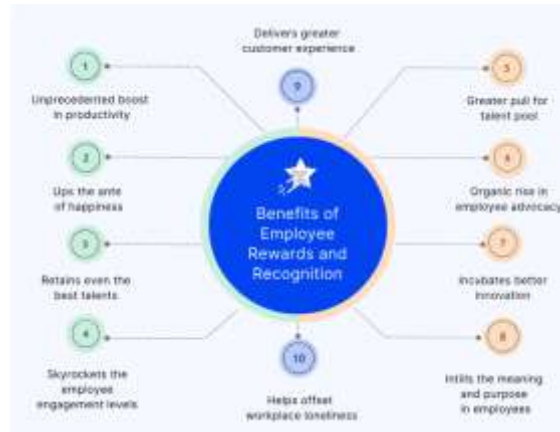 Delivers greater
customer experience
9
1
Unprecedented boost
in productivity
2
Ups the ante
of happiness
3
Retains even the
best talents
4
Skyrockets the
employee
engagement levels
Benefits of
Employee
Rewards and
Recognition
5
Greater pull for
talent pool
6
Organic rise in
employee advocacy
7
Incubates better
innovation
8
Intills the meaning
and purpose
in employees
10
Helps offset
workplace loneliness